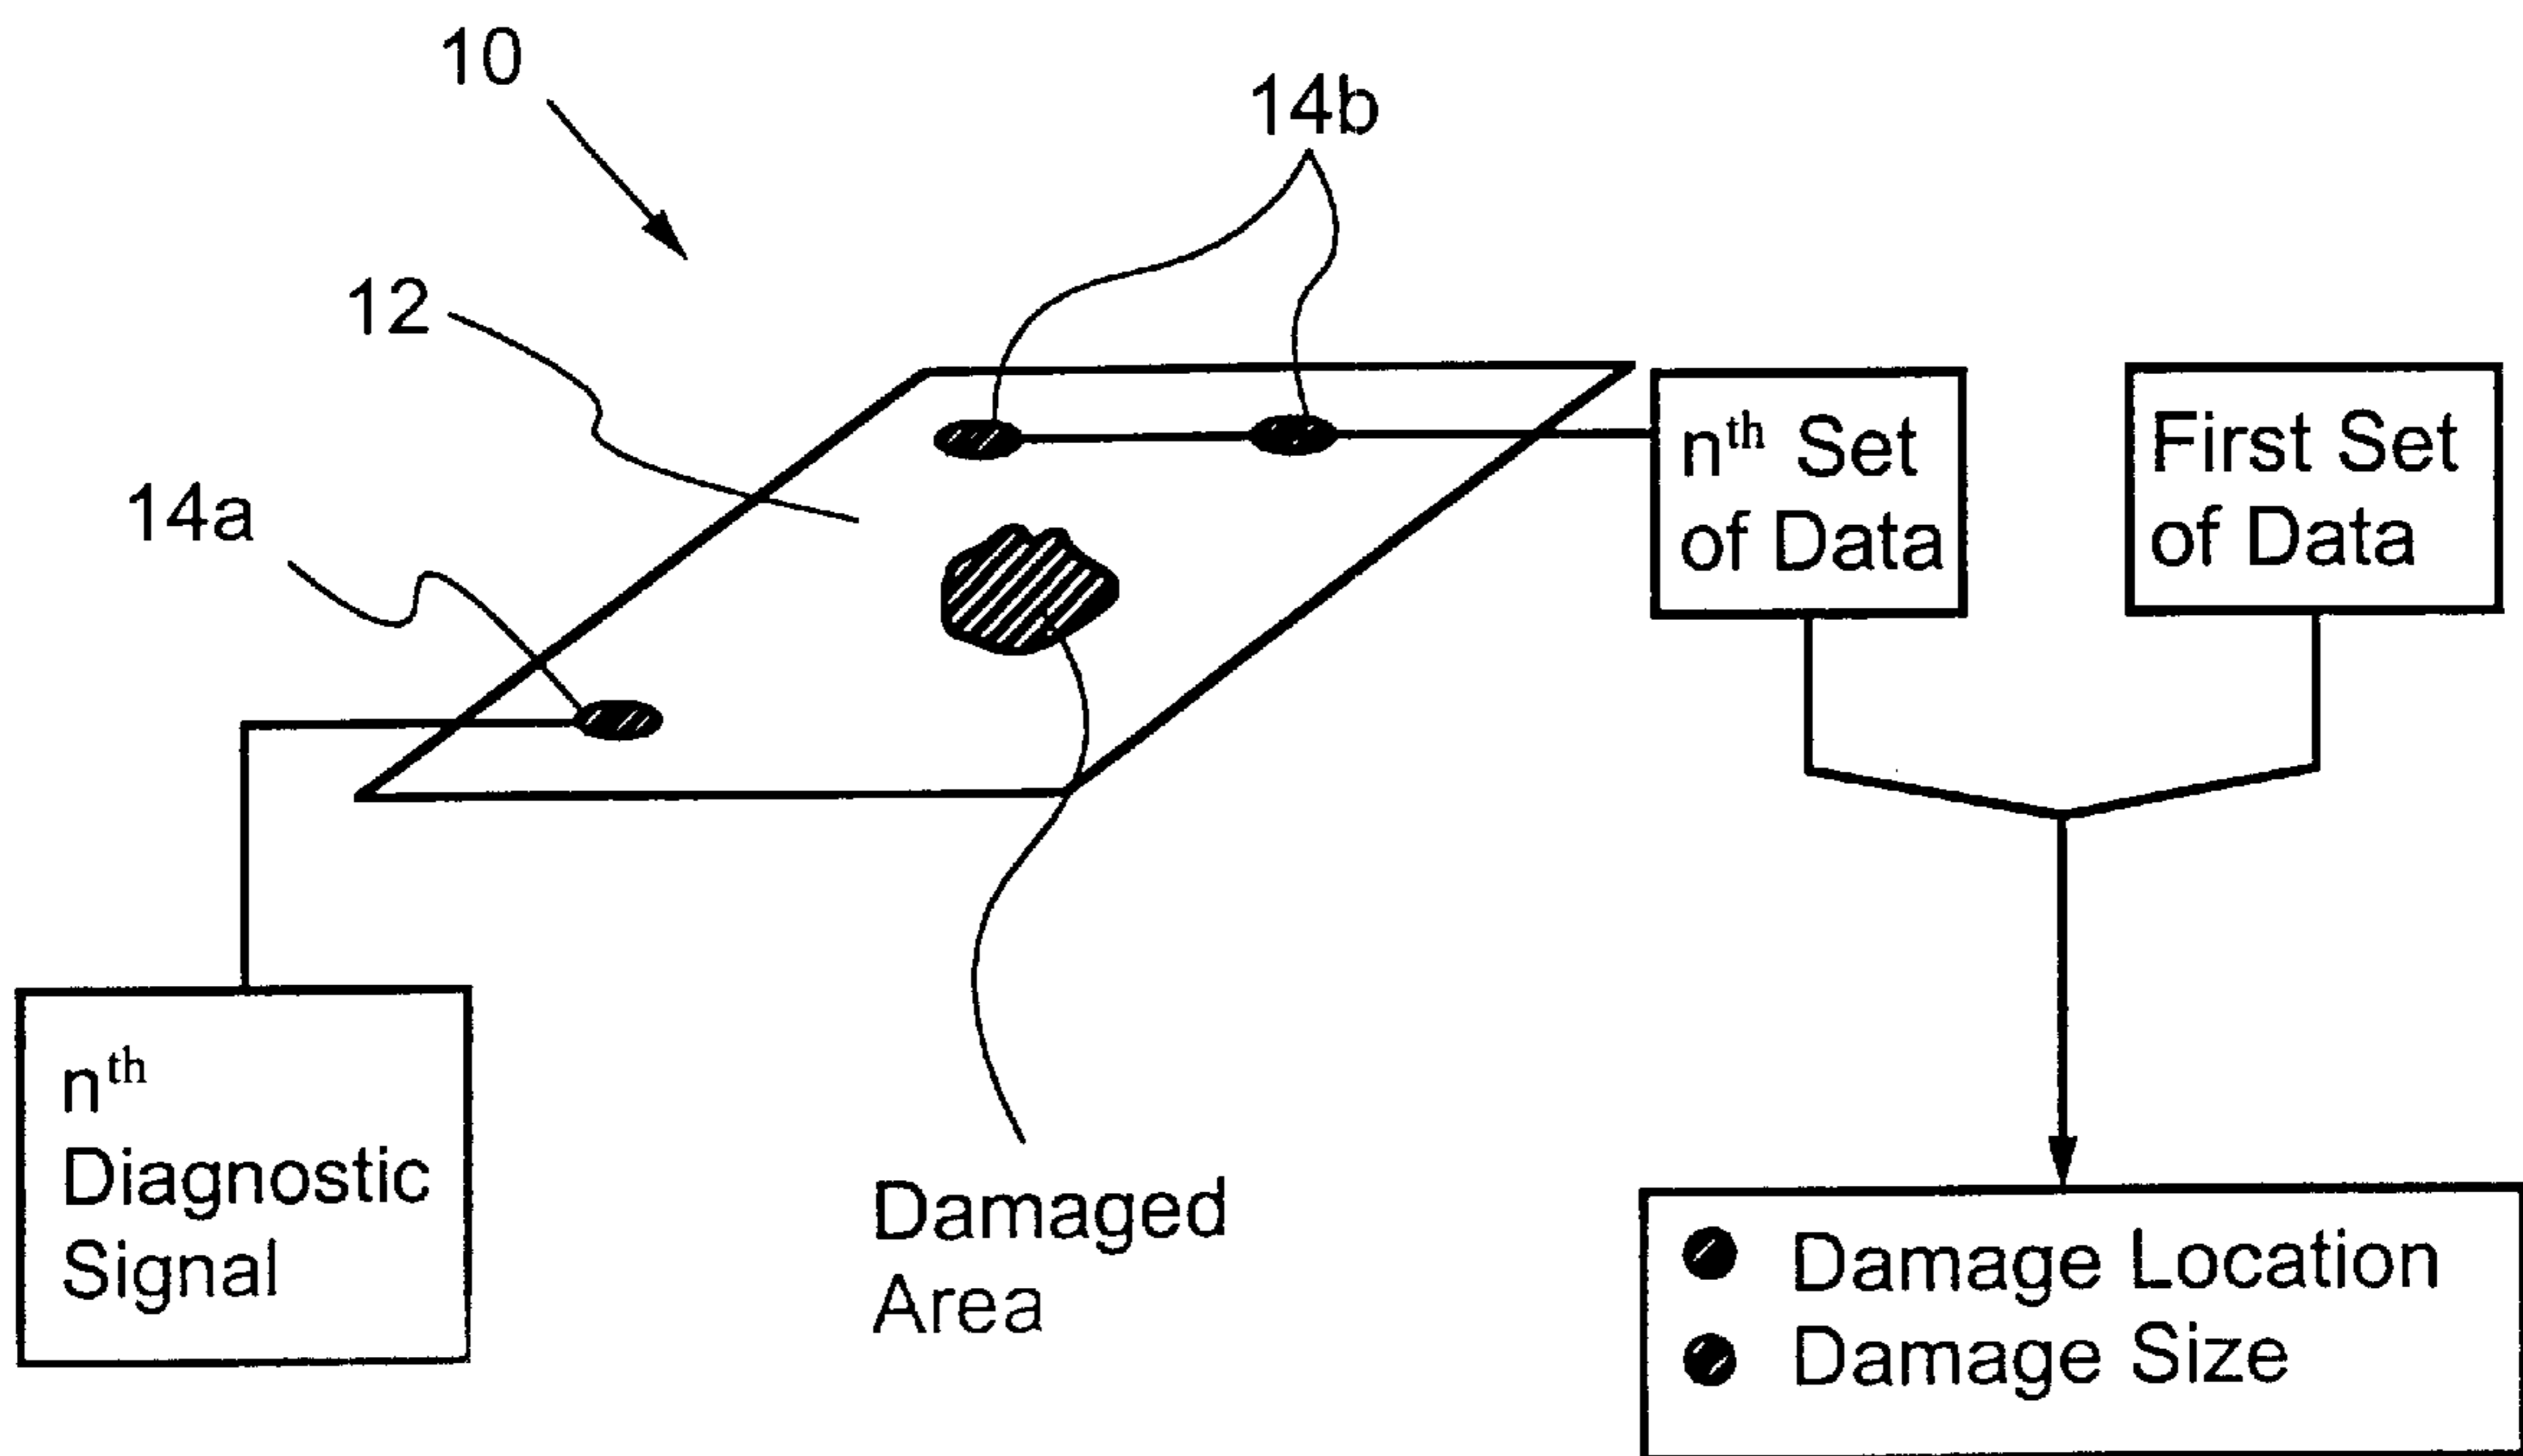 10
14b
12
14a
nth Set
of Data
First Set
of Data
nth
Diagnostic
Signal
Damaged
Area
Damage Location
Damage Size